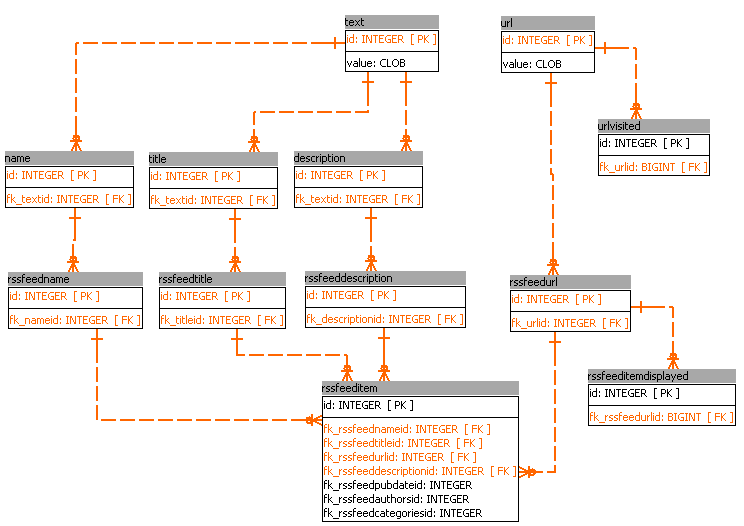 text
id: INTEGER [ PK ]
value: CLOB
url
id: INTEGER [ PK ]
value: CLOB
urlvisited
id: INTEGER [ PK ]
fk_urlid: BIGINT [ FK ]
name
id: INTEGER [ PK ]
fk_textid: INTEGER [ FK ]
title
id: INTEGER [ PK ]
fk_textid: INTEGER [ FK ]
description
id: INTEGER [ PK ]
fk_textid: INTEGER [ FK ]
rssfeedname
id: INTEGER [ PK ]
fk_nameid: INTEGER [ FK ]
rssfeedtitle
id: INTEGER [ PK ]
fk_titleid: INTEGER [ FK ]
rssfeeddescription
id: INTEGER [ PK ]
fk_descriptionid: INTEGER [ FK ]
rssfeedurl
id: INTEGER [ PK ]
fk_urlid: INTEGER [ FK ]
rssfeeditemdisplayed
id: INTEGER [ PK ]
fk_rssfeedurlid: BIGINT [ FK ]
rssfeeditem
id: INTEGER [ PK ]
fk_rssfeednameid: INTEGER [ FK ]
fk_rssfeedtitleid: INTEGER [ FK ]
fk_rssfeedurlid: INTEGER [ FK ]
fk_rssfeeddescriptionid: INTEGER [ FK ]
fk_rssfeedpubdateid: INTEGER
fk_rssfeedauthorsid: INTEGER
fk_rssfeedcategoriesid: INTEGER